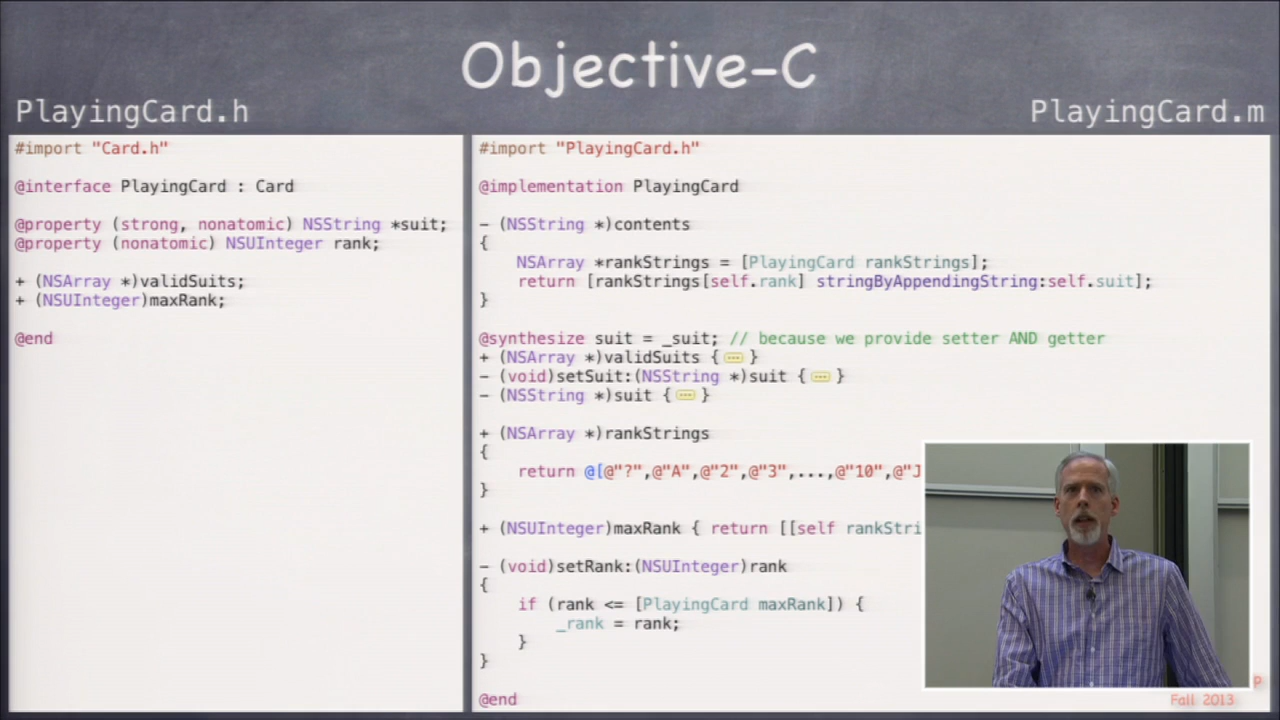 Objective-C
PlayingCard.h
PlayingCard.m
#import "Card.h"
@interface PlayingCard : Card
@property (strong, nonatomic) NSString *suit;
@property (nonatomic) NSUInteger rank;
+ (NSArray *)validSuits;
+ (NSUInteger)maxRank;
@end
#import "PlayingCard.h"
@implementation PlayingCard
- (NSString *)contents
{
NSArray *rankStrings = [PlayingCard rankStrings];
return [rankStrings[self.rank] stringByAppendingString:self.suit];
}
@synthesize suit = _suit; // because we provide setter AND getter
+ (NSArray *)validSuits { ... }
- (void)setSuit:(NSString *)suit { ... }
- (NSString *)suit { ... }
+ (NSArray *)rankStrings
{
return @[@"?",@"A",@"2",@"3",...,@"10",@"J
}
+ (NSUInteger)maxRank { return [[self rankStri
- (void)setRank:(NSUInteger)rank
{
if (rank <= [PlayingCard maxRank]) {
_rank = rank;
}
}
@end
P
Fall 2013